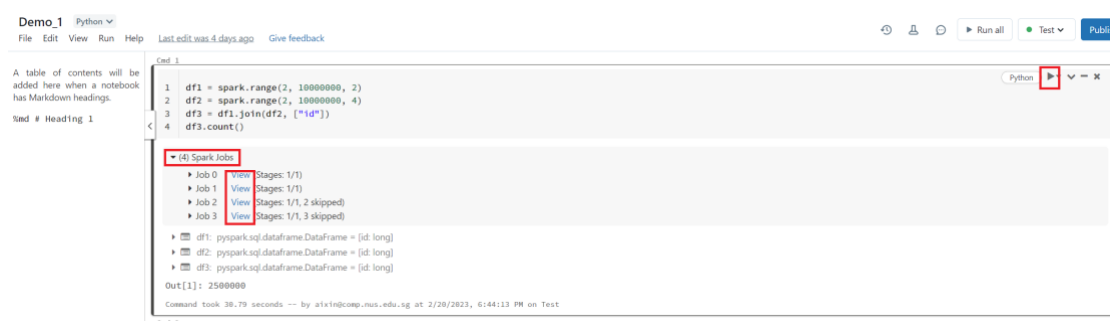 Demo_1 Python
File Edit View Run Help Last edit was 4 days ago Give feedback
Run all Test Publi
A table of contents will be
added here when a notebook
has Markdown headings.
%md # Heading 1
Cmd 1
Python
1 df1 = spark.range(2, 10000000, 2)
2 df2 = spark.range(2, 10000000, 4)
3 df3 = df1.join(df2, ["id"])
4 df3.count()
(4) Spark Jobs
Job 0 View (Stages: 1/1)
Job 1 View (Stages: 1/1)
Job 2 View (Stages: 1/1, 2 skipped)
Job 3 View (Stages: 1/1, 3 skipped)
df1: pyspark.sql.dataframe.DataFrame = [id: long]
df2: pyspark.sql.dataframe.DataFrame = [id: long]
df3: pyspark.sql.dataframe.DataFrame = [id: long]
Out[1]: 2500000
Command took 30.79 seconds -- by aixin@comp.nus.edu.sg at 2/20/2023, 6:44:13 PM on Test